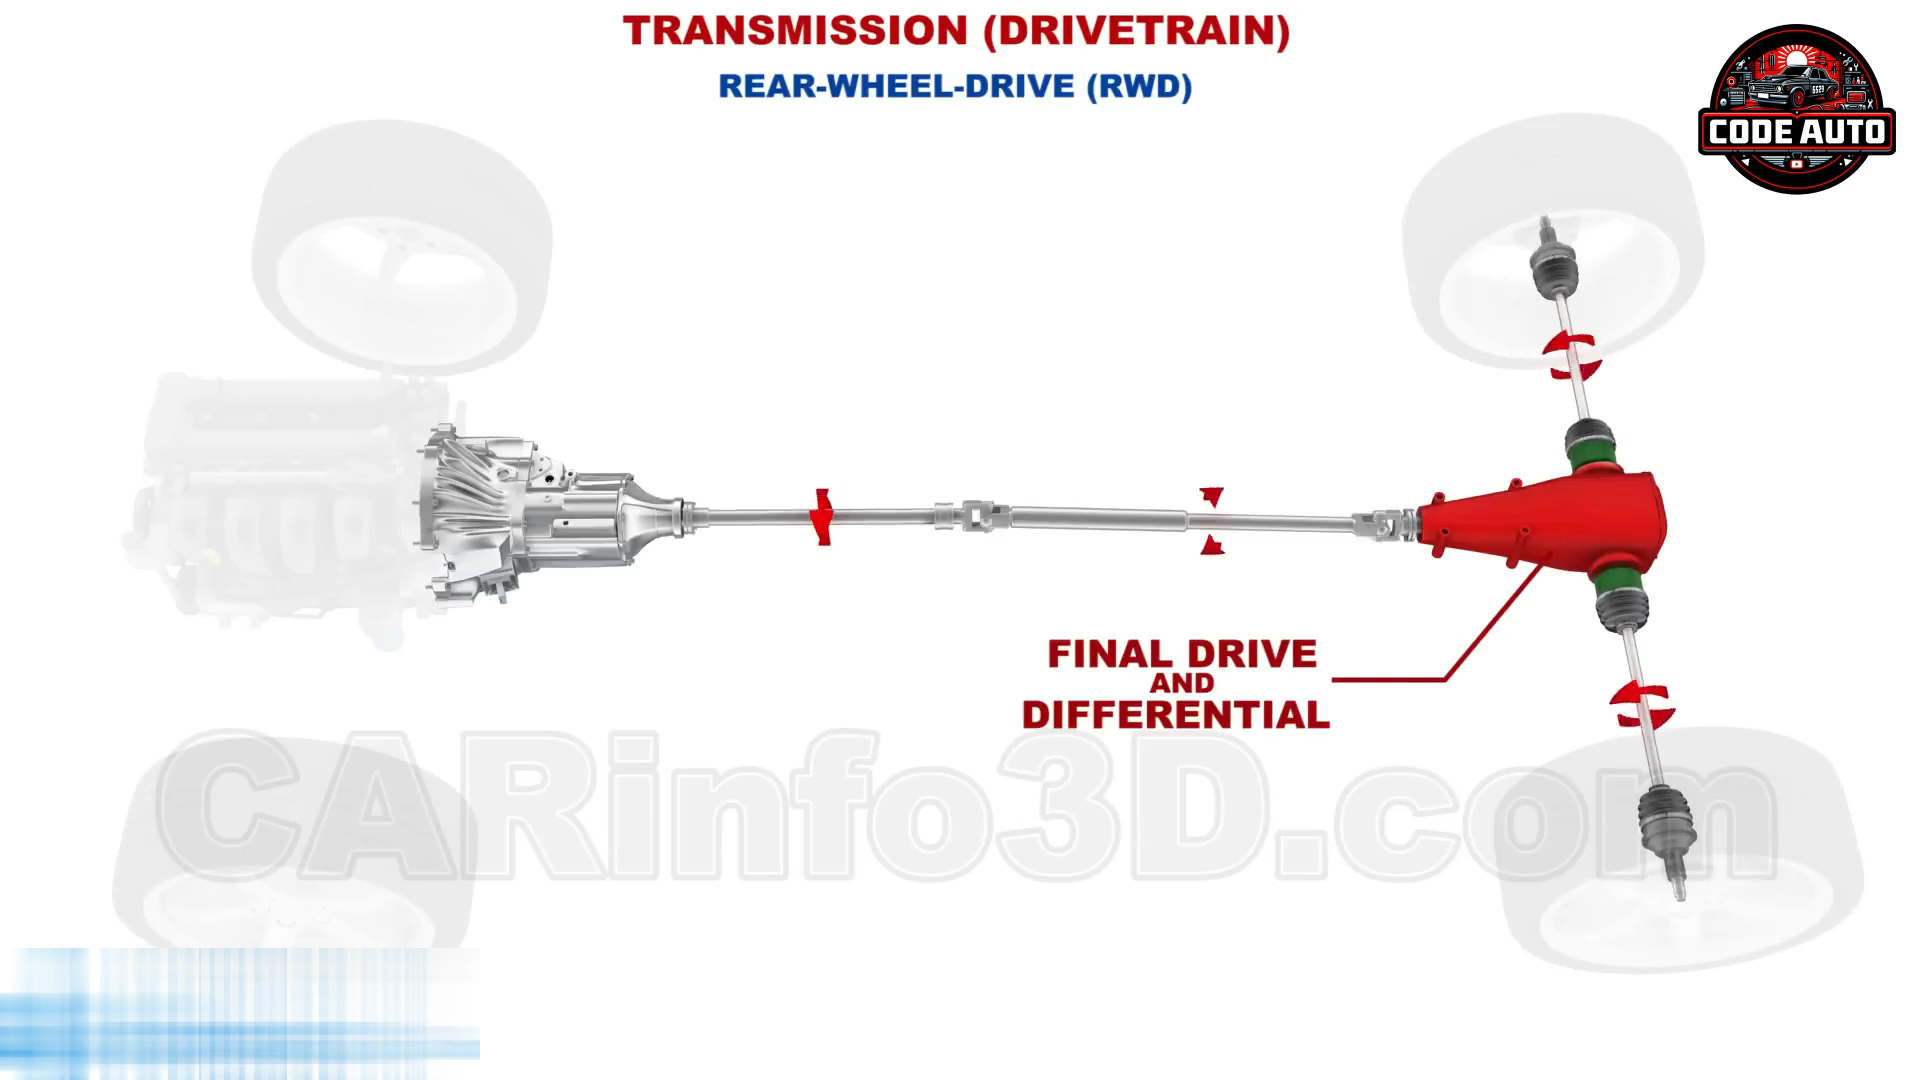 TRANSMISSION (DRIVETRAIN)
REAR-WHEEL-DRIVE (RWD)
CODE AUTO
FINAL DRIVE
AND
DIFFERENTIAL
CARinfo3D.com